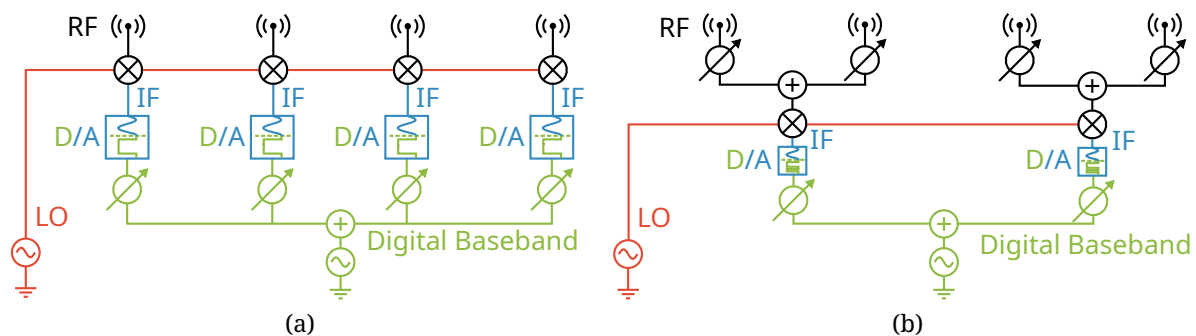 RF
IF IF IF IF
D/A D/A D/A D/A
LO
Digital Baseband
(a)
RF
IF IF
D/A D/A
LO
Digital Baseband
(b)